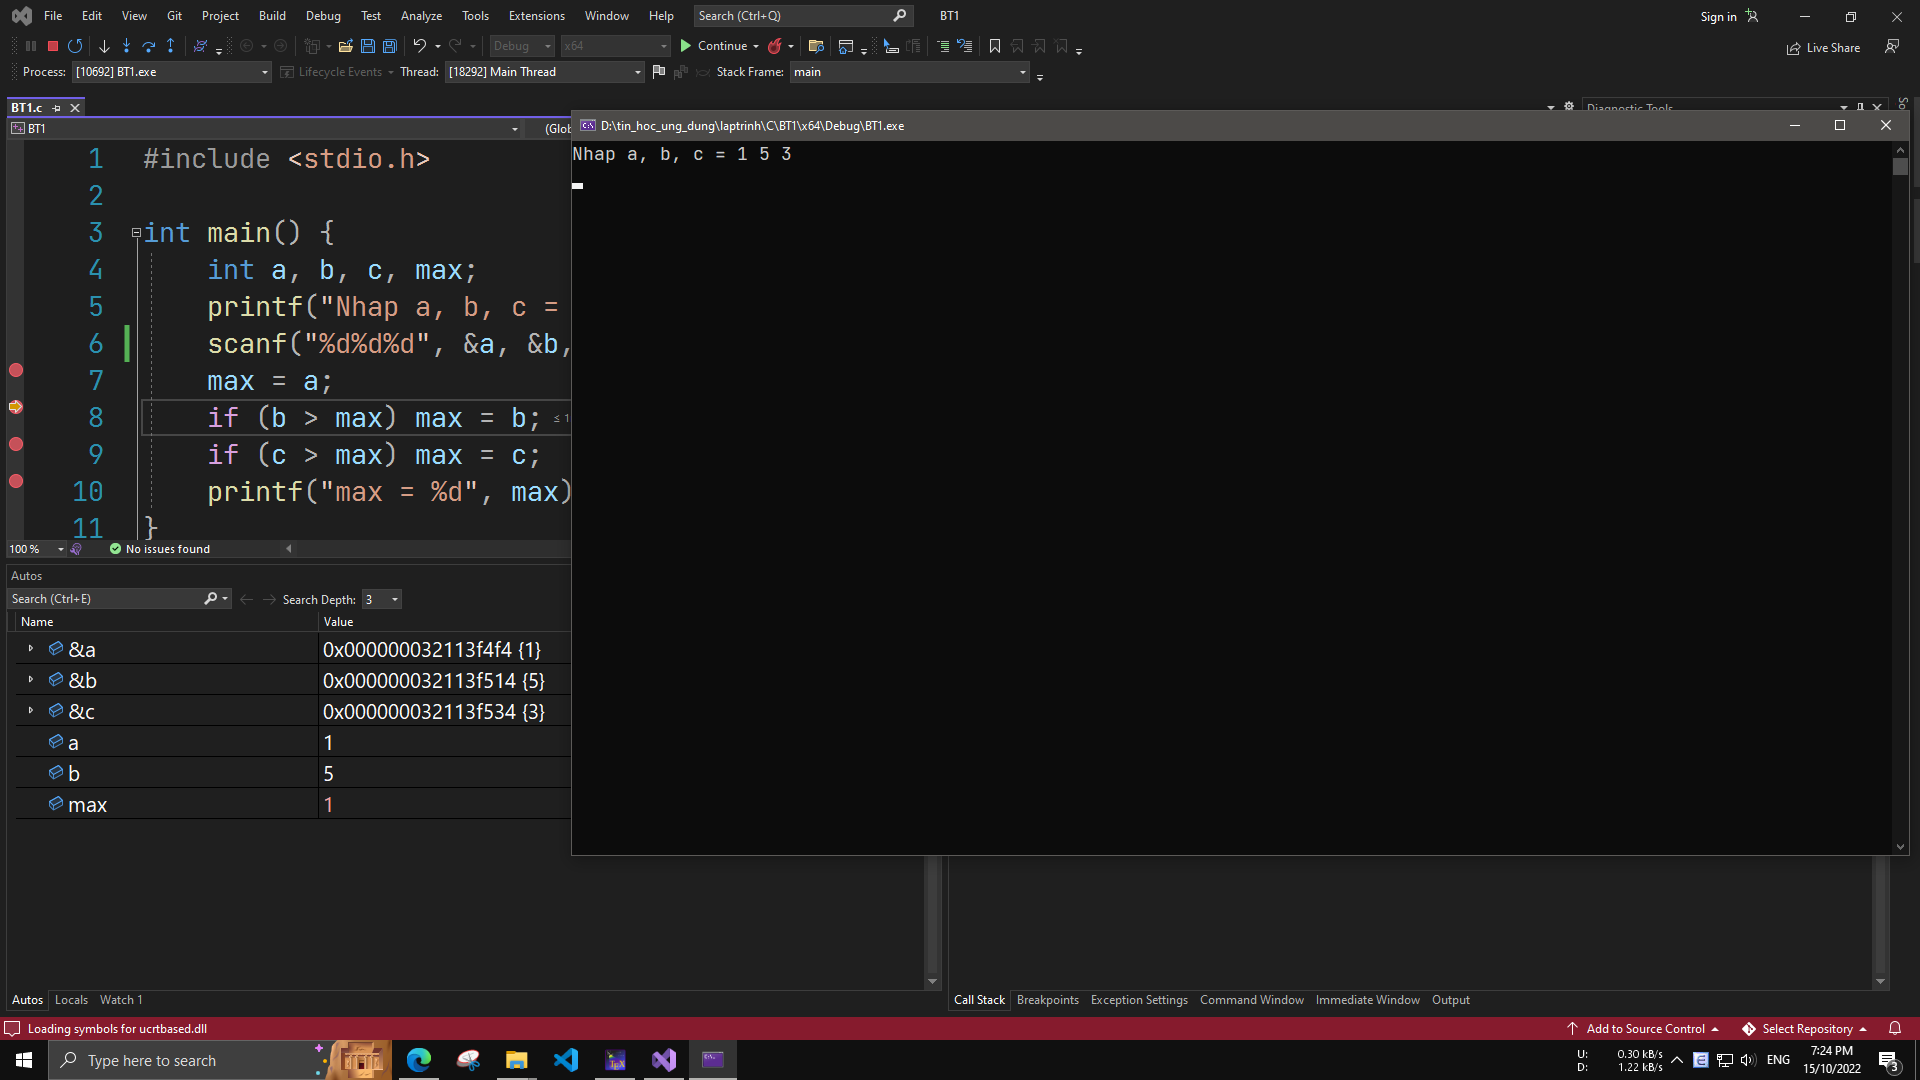 File Edit View Git Project Build Debug Test Analyze Tools Extensions Window Help Search (Ctrl+Q) BT1 Sign in
Debug x64 Continue Live Share
Process: [10692] BT1.exe Lifecycle Events Thread: [18292] Main Thread Stack Frame: main
BT1.c Diagnostic Tools
BT1 (Glob
D:\tin_hoc_ung_dung\laptrinh\C\BT1\x64\Debug\BT1.exe
Nhap a, b, c = 1 5 3
1 #include <stdio.h>
2
3 int main() {
4 int a, b, c, max;
5 printf("Nhap a, b, c =
6 scanf("%d%d%d", &a, &b,
7 max = a;
8 if (b > max) max = b; ≤ 1
9 if (c > max) max = c;
10 printf("max = %d", max)
11 }
100 % No issues found
Autos
Search (Ctrl+E) Search Depth: 3
Name Value
&a 0x000000032113f4f4 {1}
&b 0x000000032113f514 {5}
&c 0x000000032113f534 {3}
a 1
b 5
max 1
Autos Locals Watch 1
Call Stack Breakpoints Exception Settings Command Window Immediate Window Output
Loading symbols for ucrtbased.dll Add to Source Control Select Repository
Type here to search
U: 0.30 kB/s
D: 1.22 kB/s
ENG
7:24 PM
15/10/2022
3